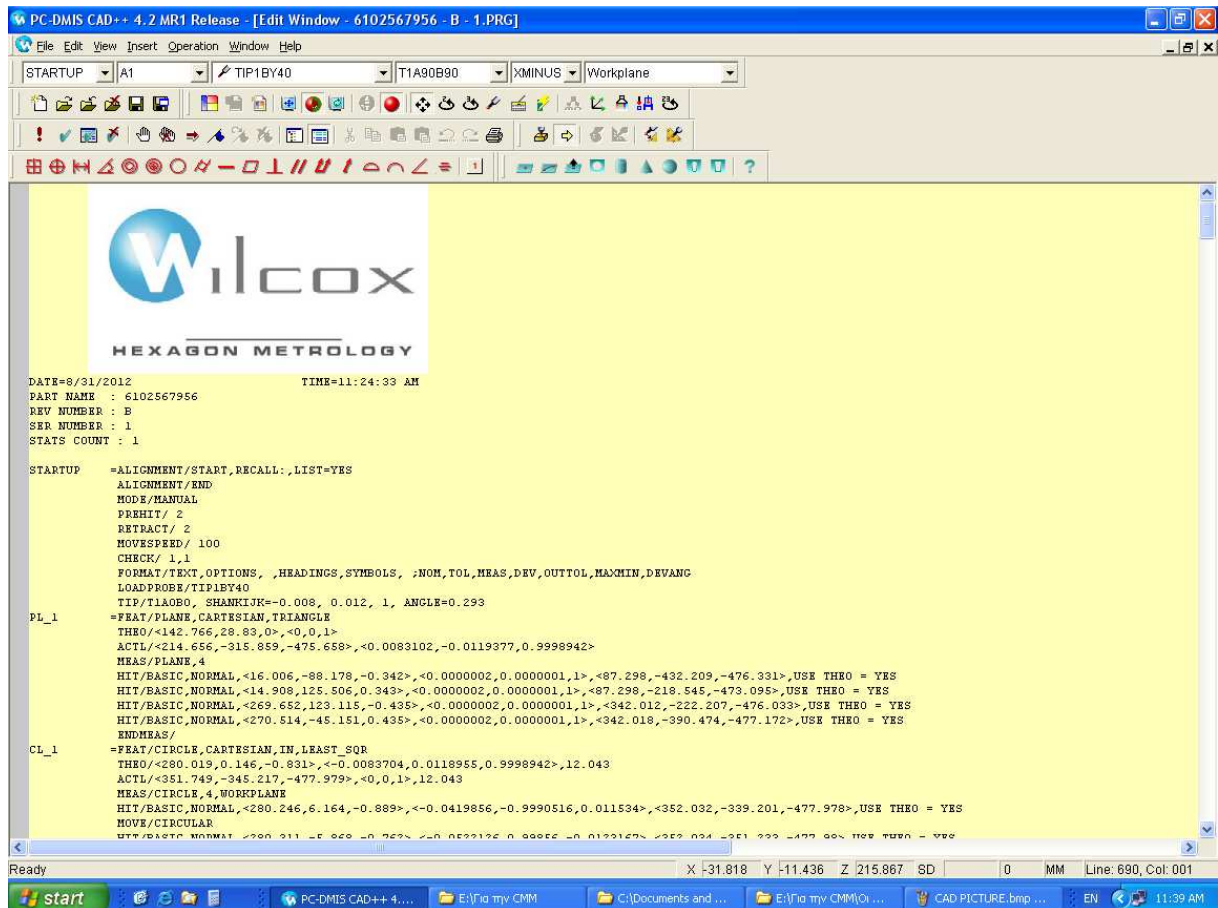 PC-DMIS CAD++ 4.2 MR1 Release - [Edit Window - 6102567956 - B - 1.PRG]
File Edit View Insert Operation Window Help
STARTUP A1 TIP1BY40 T1A90B90 XMINUS Workplane
Wilcox
HEXAGON METROLOGY
DATE=8/31/2012 TIME=11:24:33 AM
PART NAME : 6102567956
REV NUMBER : B
SER NUMBER : 1
STATS COUNT : 1
STARTUP =ALIGNMENT/START,RECALL:,LIST=YES
ALIGNMENT/END
MODE/MANUAL
PREHIT/ 2
RETRACT/ 2
MOVESPEED/ 100
CHECK/ 1,1
FORMAT/TEXT,OPTIONS, ,HEADINGS,SYMBOLS, ;NOM,TOL,MEAS,DEV,OUTTOL,MAXMIN,DEVANG
LOADPROBE/TIP1BY40
TIP/T1A0B0, SHANKIJK=-0.008, 0.012, 1, ANGLE=0.293
PL_1 =FEAT/PLANE,CARTESIAN,TRIANGLE
THEO/<142.766,28.83,0>,<0,0,1>
ACTL/<214.656,-315.859,-475.658>,<0.0083102,-0.0119377,0.9998942>
MEAS/PLANE,4
HIT/BASIC,NORMAL,<16.006,-88.178,-0.342>,<0.0000002,0.0000001,1>,<87.298,-432.209,-476.331>,USE THEO = YES
HIT/BASIC,NORMAL,<14.908,125.506,0.343>,<0.0000002,0.0000001,1>,<87.298,-218.545,-473.095>,USE THEO = YES
HIT/BASIC,NORMAL,<269.652,123.115,-0.435>,<0.0000002,0.0000001,1>,<342.012,-222.207,-476.033>,USE THEO = YES
HIT/BASIC,NORMAL,<270.514,-45.151,0.435>,<0.0000002,0.0000001,1>,<342.018,-390.474,-477.172>,USE THEO = YES
ENDMEAS/
CL_1 =FEAT/CIRCLE,CARTESIAN,IN,LEAST_SQR
THEO/<280.019,0.146,-0.831>,<-0.0083704,0.0118955,0.9998942>,12.043
ACTL/<351.749,-345.217,-477.979>,<0,0,1>,12.043
MEAS/CIRCLE,4,WORKPLANE
HIT/BASIC,NORMAL,<280.246,6.164,-0.889>,<-0.0419856,-0.9990516,0.011534>,<352.032,-339.201,-477.978>,USE THEO = YES
MOVE/CIRCULAR
Ready X -31.818 Y -11.436 Z 215.867 SD 0 MM Line: 690, Col: 001
start PC-DMIS CAD++ 4.... E:\Για την CMM C:\Documents and ... E:\Για την CMM\Οι ... CAD PICTURE.bmp ... EN 11:39 AM